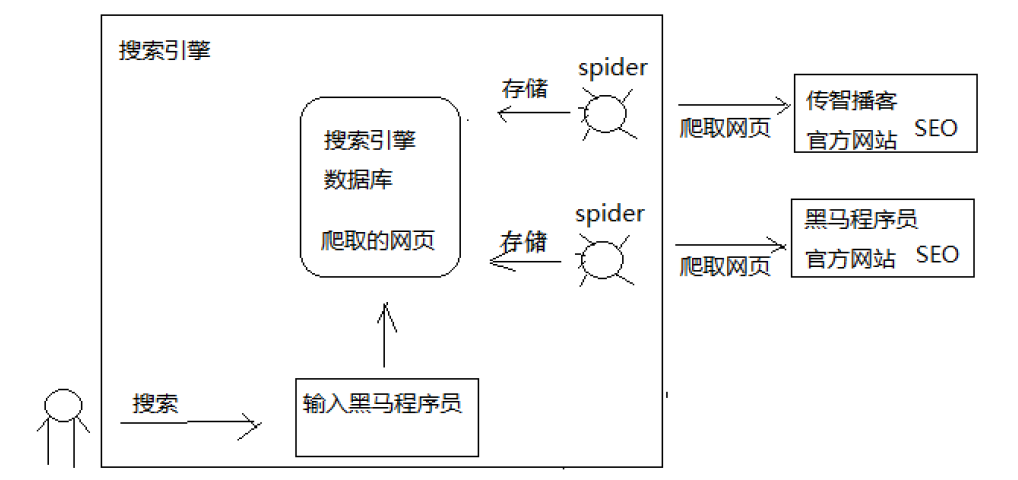 搜索引擎
spider
存储
传智播客
爬取网页
官方网站 SEO
搜索引擎
数据库
爬取的网页
spider
存储
黑马程序员
爬取网页
官方网站 SEO
搜索
输入黑马程序员